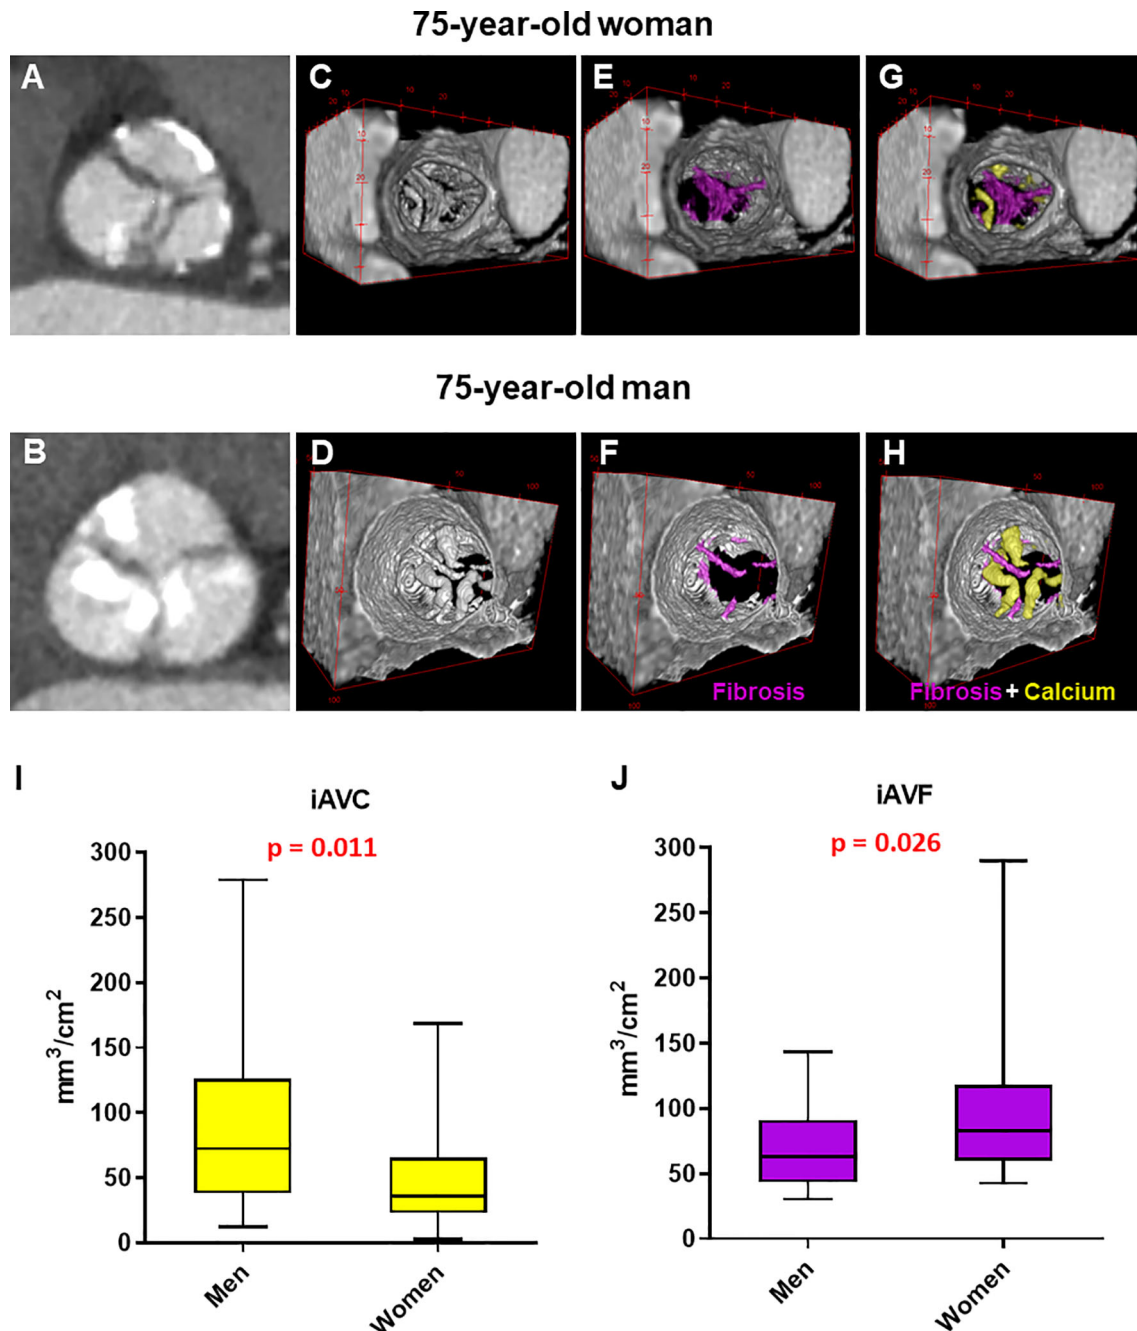 75-year-old woman
A
C
E
G
75-year-old man
B
D
F
H
Fibrosis
Fibrosis + Calcium
I
iAVC
p = 0.011
mm³/cm²
300
250
200
150
100
50
0
Men
Women
J
iAVF
p = 0.026
mm³/cm²
300
250
200
150
100
50
0
Men
Women